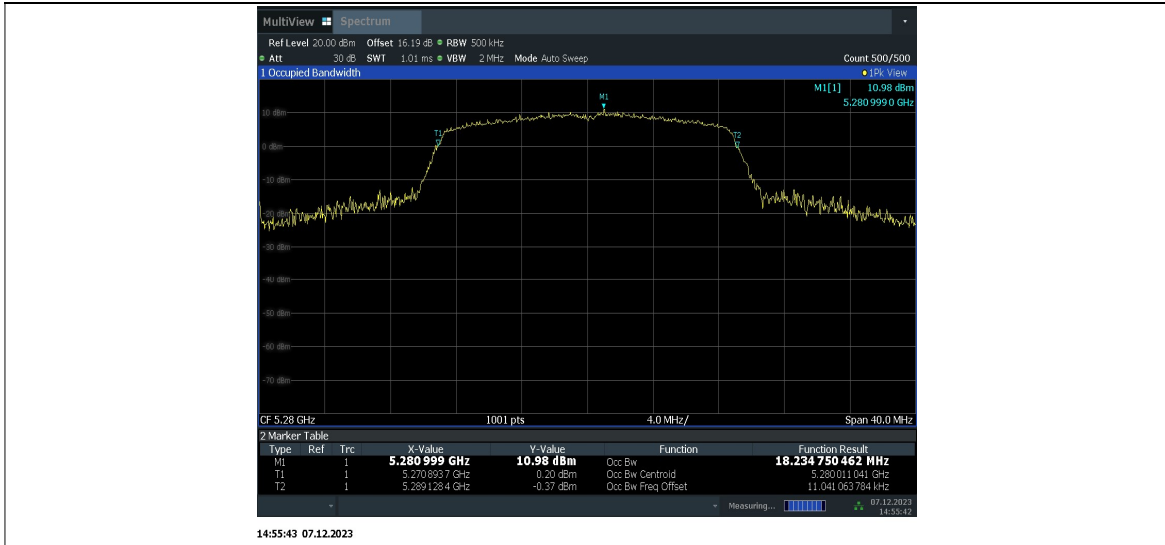 MultiView Spectrum
Ref Level 20.00 dBm Offset 16.19 dB RBW 500 kHz
Att 30 dB SWT 1.01 ms VBW 2 MHz Mode Auto Sweep Count 500/500
1 Occupied Bandwidth 1Pk View
M1[1] 10.98 dBm
5.280 999 0 GHz
M1
10 dBm
T1
T2
0 dBm
-10 dBm
-20 dBm
-30 dBm
-40 dBm
-50 dBm
-60 dBm
-70 dBm
CF 5.28 GHz 1001 pts 4.0 MHz/ Span 40.0 MHz
2 Marker Table
Type Ref Trc X-Value Y-Value Function Function Result
M1 1 5.280 999 GHz 10.98 dBm Occ Bw 18.234 750 462 MHz
T1 1 5.270 893 7 GHz 0.20 dBm Occ Bw Centroid 5.280 011 041 GHz
T2 1 5.289 128 4 GHz -0.37 dBm Occ Bw Freq Offset 11.041 063 784 kHz
Measuring... 07.12.2023
14:55:42
14:55:43 07.12.2023